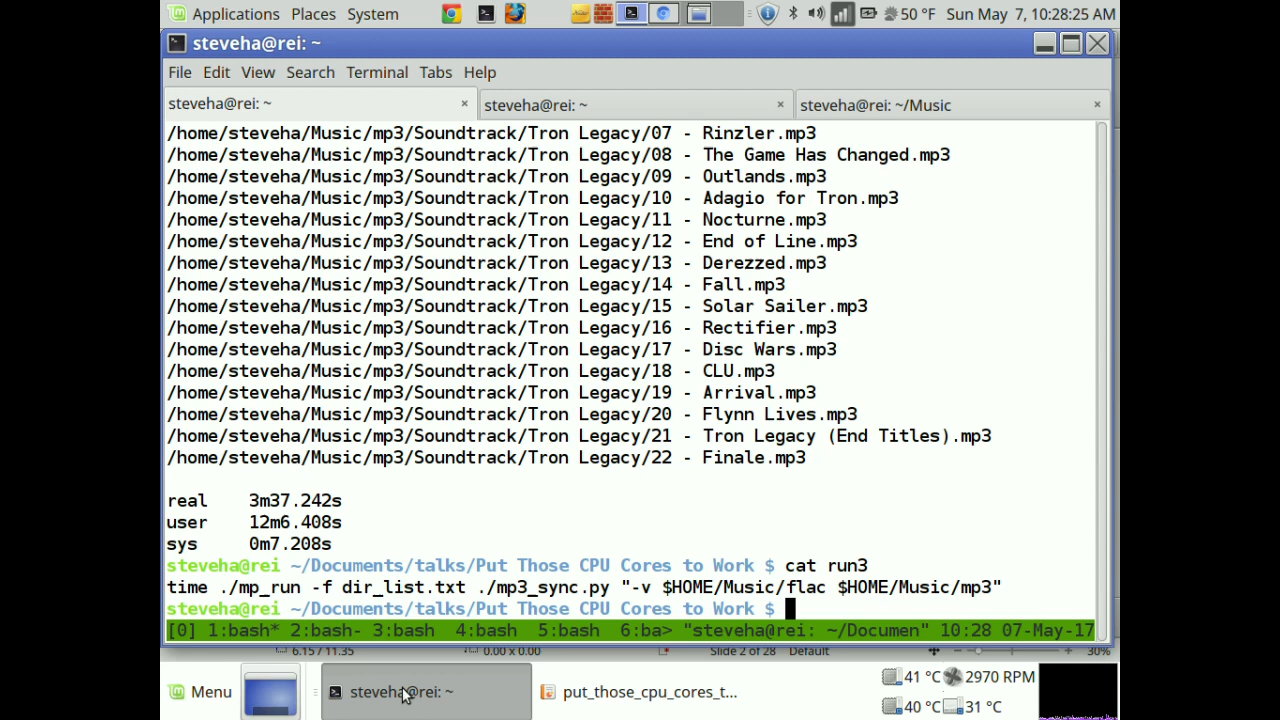 Applications Places System 50 °F Sun May 7, 10:28:25 AM
steveha@rei: ~
File Edit View Search Terminal Tabs Help
steveha@rei: ~ × steveha@rei: ~ × steveha@rei: ~/Music ×
/home/steveha/Music/mp3/Soundtrack/Tron Legacy/07 - Rinzler.mp3
/home/steveha/Music/mp3/Soundtrack/Tron Legacy/08 - The Game Has Changed.mp3
/home/steveha/Music/mp3/Soundtrack/Tron Legacy/09 - Outlands.mp3
/home/steveha/Music/mp3/Soundtrack/Tron Legacy/10 - Adagio for Tron.mp3
/home/steveha/Music/mp3/Soundtrack/Tron Legacy/11 - Nocturne.mp3
/home/steveha/Music/mp3/Soundtrack/Tron Legacy/12 - End of Line.mp3
/home/steveha/Music/mp3/Soundtrack/Tron Legacy/13 - Derezzed.mp3
/home/steveha/Music/mp3/Soundtrack/Tron Legacy/14 - Fall.mp3
/home/steveha/Music/mp3/Soundtrack/Tron Legacy/15 - Solar Sailer.mp3
/home/steveha/Music/mp3/Soundtrack/Tron Legacy/16 - Rectifier.mp3
/home/steveha/Music/mp3/Soundtrack/Tron Legacy/17 - Disc Wars.mp3
/home/steveha/Music/mp3/Soundtrack/Tron Legacy/18 - CLU.mp3
/home/steveha/Music/mp3/Soundtrack/Tron Legacy/19 - Arrival.mp3
/home/steveha/Music/mp3/Soundtrack/Tron Legacy/20 - Flynn Lives.mp3
/home/steveha/Music/mp3/Soundtrack/Tron Legacy/21 - Tron Legacy (End Titles).mp3
/home/steveha/Music/mp3/Soundtrack/Tron Legacy/22 - Finale.mp3
real 3m37.242s
user 12m6.408s
sys 0m7.208s
steveha@rei ~/Documents/talks/Put Those CPU Cores to Work $ cat run3
time ./mp_run -f dir_list.txt ./mp3_sync.py "-v $HOME/Music/flac $HOME/Music/mp3"
steveha@rei ~/Documents/talks/Put Those CPU Cores to Work $
[0] 1:bash* 2:bash- 3:bash 4:bash 5:bash 6:ba> "steveha@rei: ~/Documen" 10:28 07-May-17
6.15 / 11.35 0.00 x 0.00 Slide 2 of 28 Default 30%
Menu steveha@rei: ~ put_those_cpu_cores_t... 41 °C 2970 RPM
40 °C 31 °C